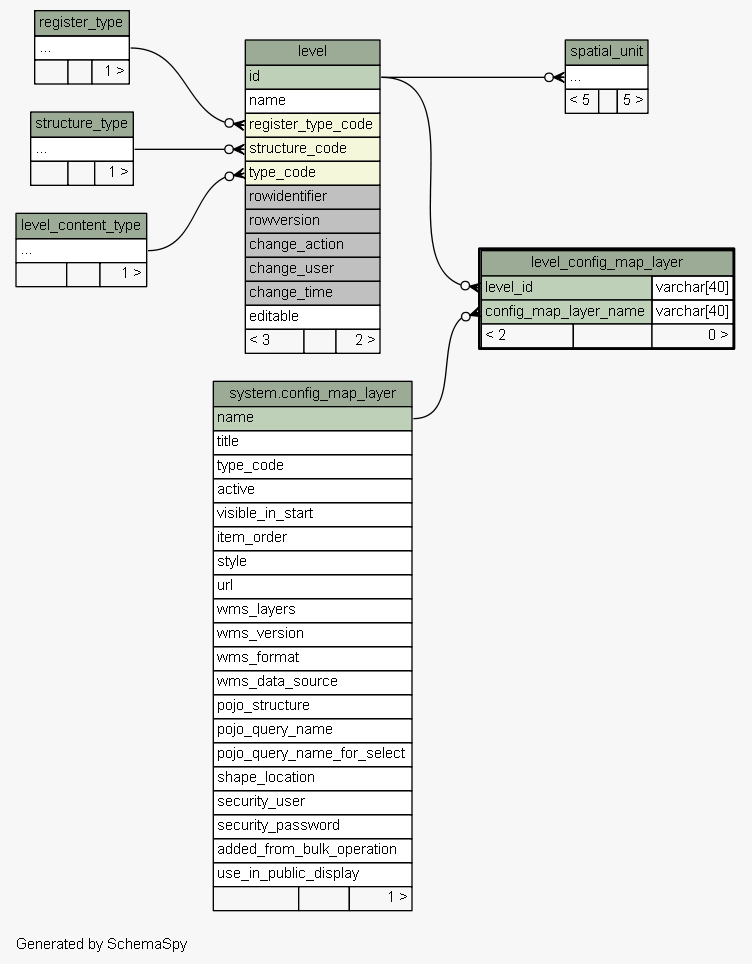 register_type
...
1 >
structure_type
...
1 >
level_content_type
...
1 >
level
id
name
register_type_code
structure_code
type_code
rowidentifier
rowversion
change_action
change_user
change_time
editable
< 3 2 >
spatial_unit
...
< 5 5 >
level_config_map_layer
level_id varchar[40]
config_map_layer_name varchar[40]
< 2 0 >
system.config_map_layer
name
title
type_code
active
visible_in_start
item_order
style
url
wms_layers
wms_version
wms_format
wms_data_source
pojo_structure
pojo_query_name
pojo_query_name_for_select
shape_location
security_user
security_password
added_from_bulk_operation
use_in_public_display
1 >
Generated by SchemaSpy